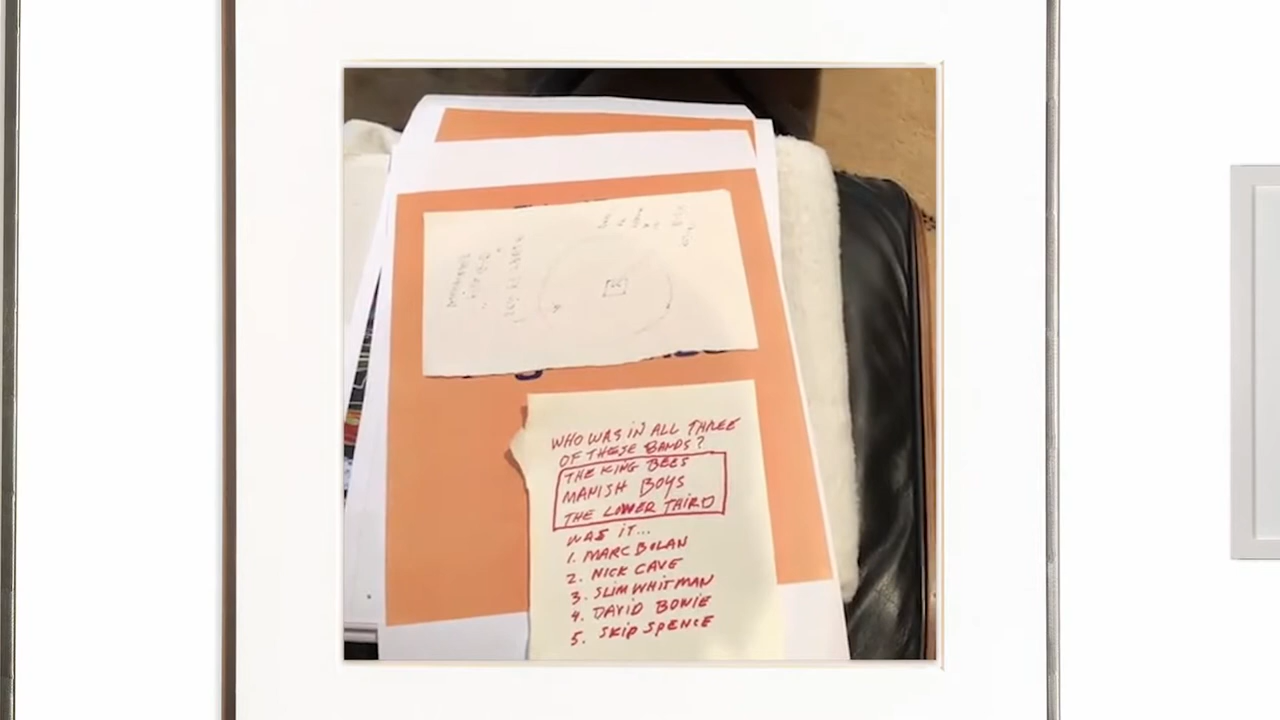 WHO WAS IN ALL THREE
OF THESE BANDS?
THE KING BEES
MANISH BOYS
THE LOWER THIRD
WAS IT...
1. MARC BOLAN
2. NICK CAVE
3. SLIM WHITMAN
4. DAVID BOWIE
5. SKIP SPENCE